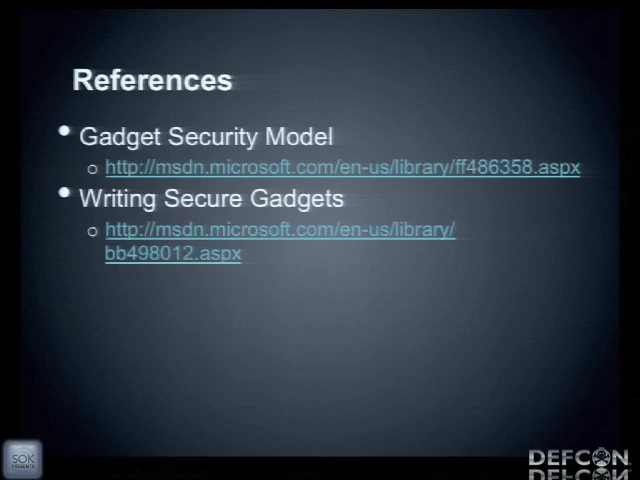 References
• Gadget Security Model
o http://msdn.microsoft.com/en-us/library/ff486358.aspx
• Writing Secure Gadgets
o http://msdn.microsoft.com/en-us/library/
bb498012.aspx
SOK
DEFCON